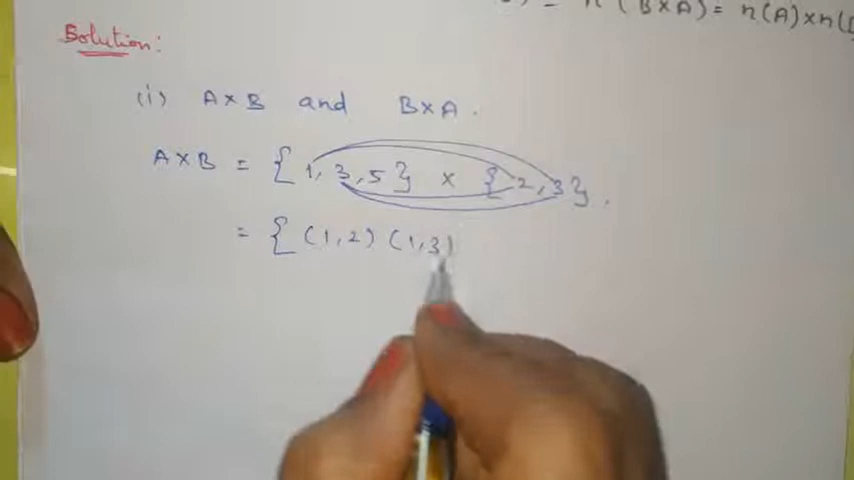 n(B×A) = n(A)×n(
Solution:
(i) A×B and B×A.
A×B = {1,3,5} × {2,3}.
= {(1,2) (1,3)